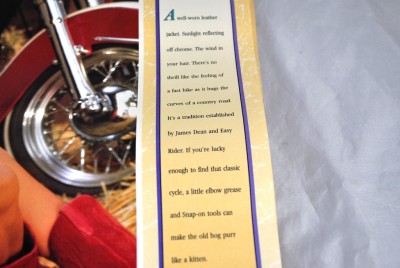 A well-worn leather
jacket. Sunlight reflecting
off chrome. The wind in
your hair. There's no
thrill like the feeling of
a fast bike as it hugs the
curves of a country road.
It's a tradition established
by James Dean and Easy
Rider. If you're lucky
enough to find that classic
cycle, a little elbow grease
and Snap-on tools can
make the old hog purr
like a kitten.